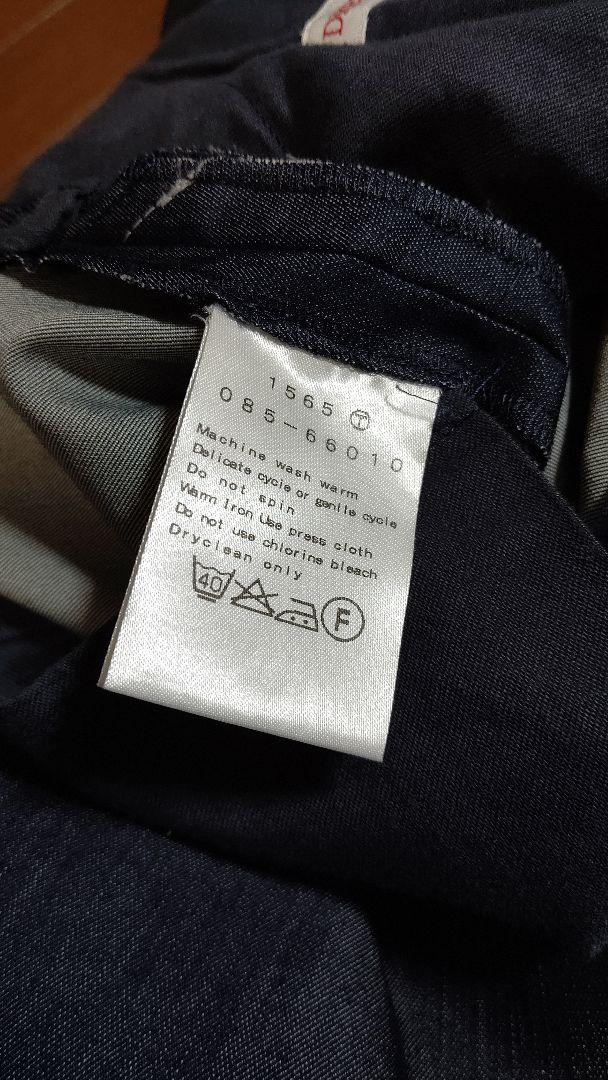 1565 Ⓣ
085-66010
Machine wash warm
Delicate cycle or genlle cycle
Do not spin
Warm Iron Use press cloth
Do not use chlorine bleach
Dryclean only
40 F